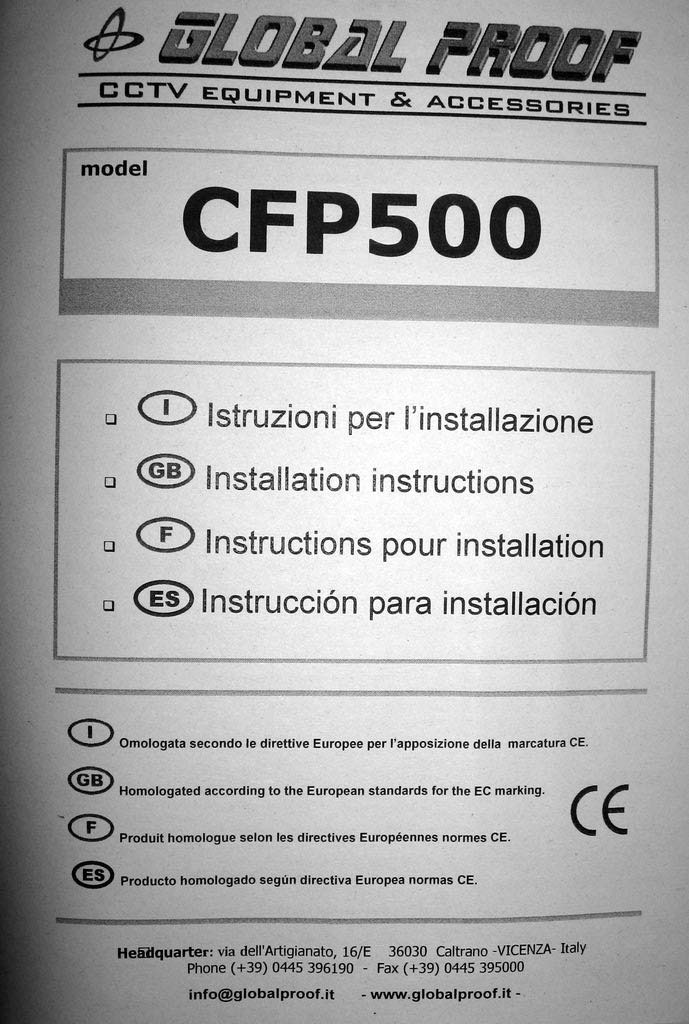 GLOBAL PROOF
CCTV EQUIPMENT & ACCESSORIES
model
CFP500
I Istruzioni per l'installazione
GB Installation instructions
F Instructions pour installation
ES Instrucción para installación
I Omologata secondo le direttive Europee per l'apposizione della marcatura CE.
GB Homologated according to the European standards for the EC marking.
CE
F Produit homologue selon les directives Européennes normes CE.
ES Producto homologado según directiva Europea normas CE.
Headquarter: via dell'Artigianato, 16/E 36030 Caltrano -VICENZA- Italy
Phone (+39) 0445 396190 - Fax (+39) 0445 395000
info@globalproof.it - www.globalproof.it -